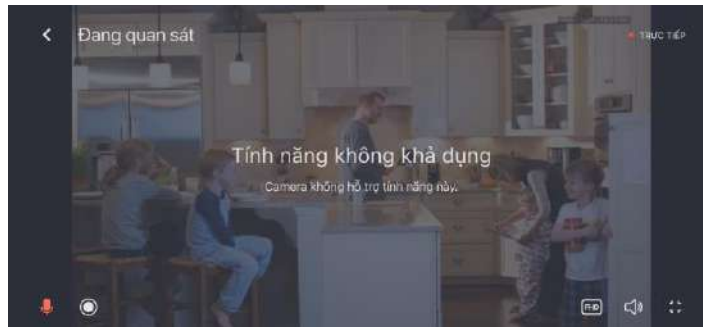 Đang quan sát
TRỰC TIẾP
Tính năng không khả dụng
Camera không hỗ trợ tính năng này.
FHD